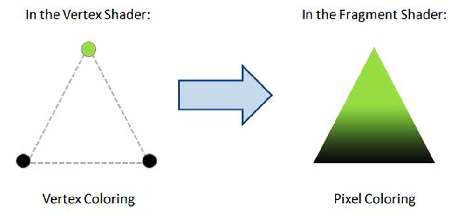 In the Vertex Shader:
In the Fragment Shader:
Vertex Coloring
Pixel Coloring